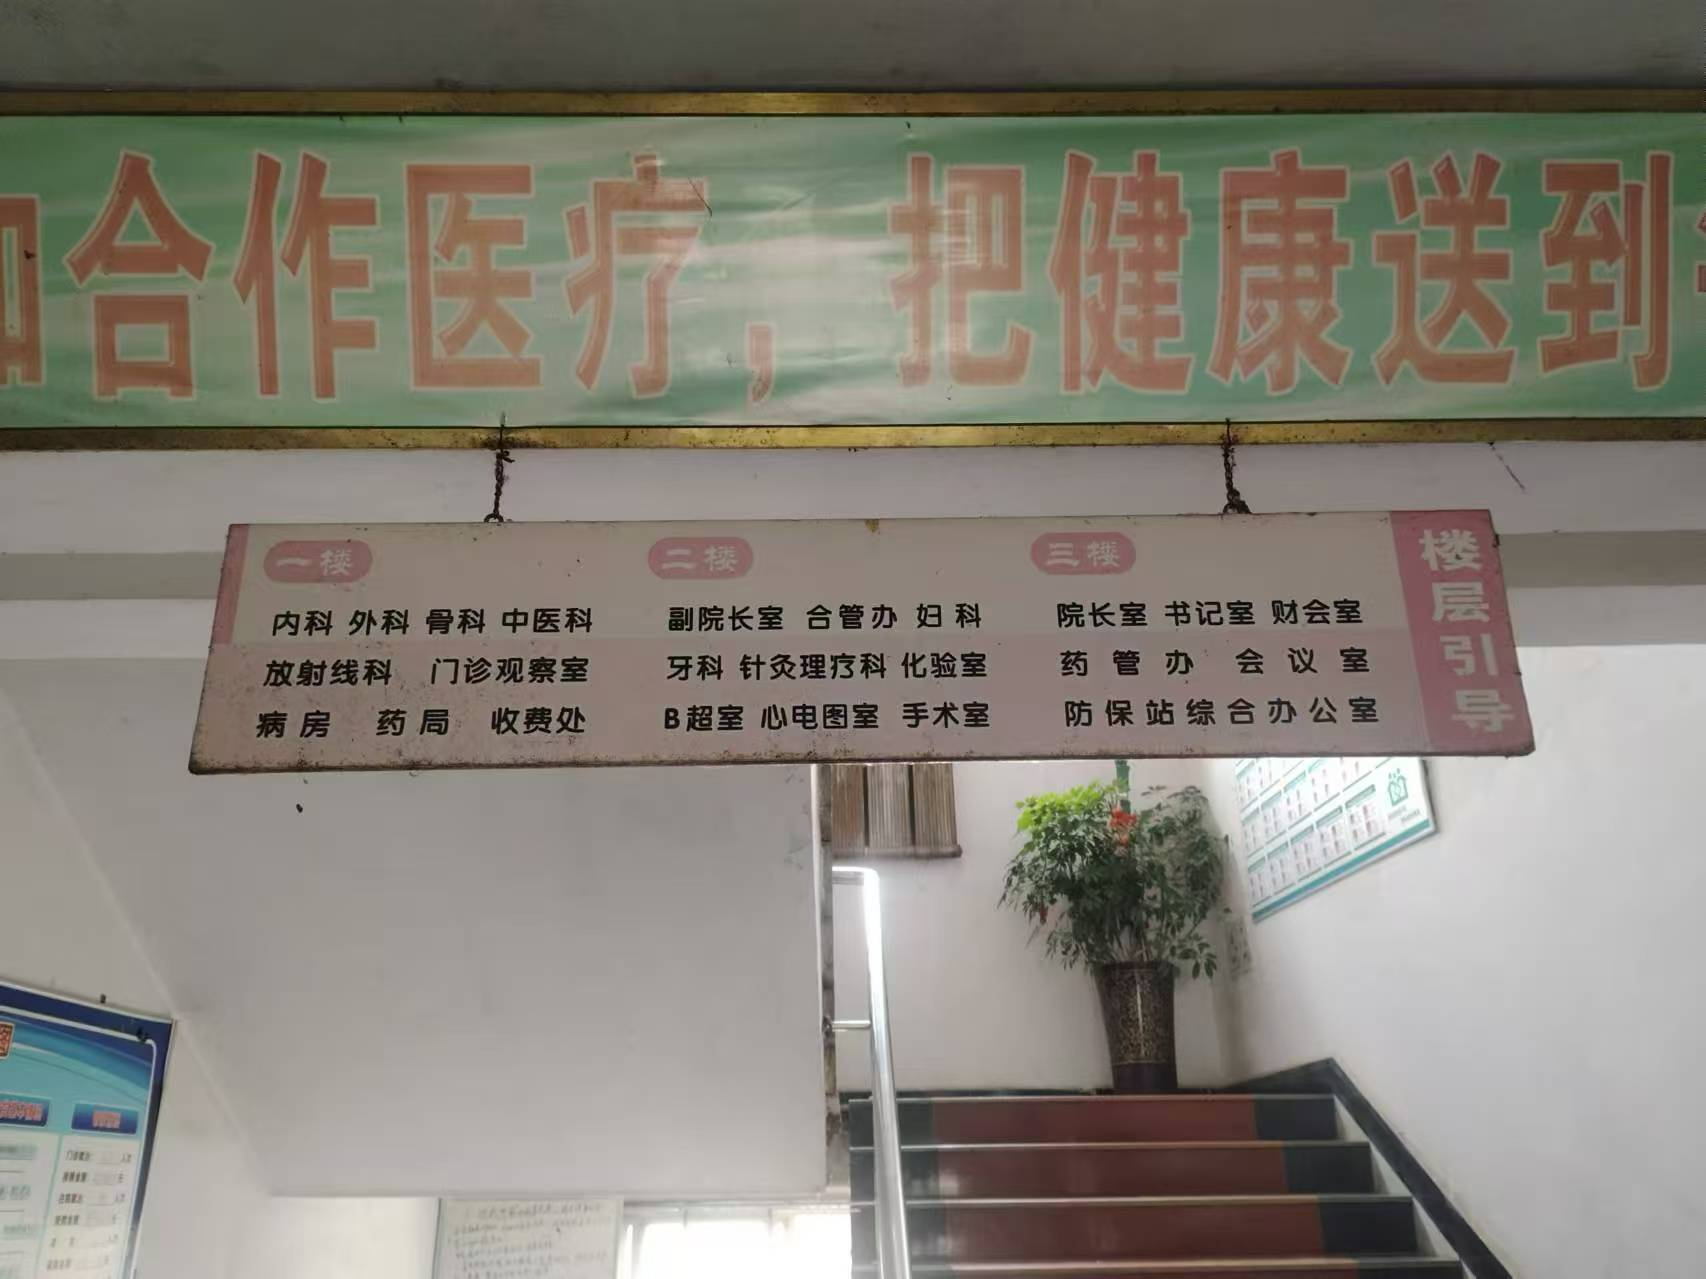 合作医疗，把健康送到
楼层引导
一楼
内科 外科 骨科 中医科
放射线科 门诊观察室
病房 药局 收费处
二楼
副院长室 合管办 妇科
牙科 针灸理疗科 化验室
B超室 心电图室 手术室
三楼
院长室 书记室 财会室
药管办 会议室
防保站综合办公室